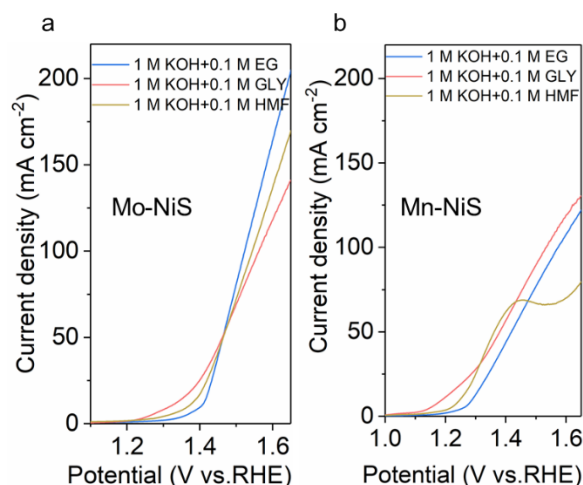 a
200
150
100
50
0
Current density (mA cm-2)
1 M KOH+0.1 M EG
1 M KOH+0.1 M GLY
1 M KOH+0.1 M HMF
Mo-NiS
1.2
1.4
1.6
Potential (V vs.RHE)
b
200
150
100
50
0
Current density (mA cm-2)
1 M KOH+0.1 M EG
1 M KOH+0.1 M GLY
1 M KOH+0.1 M HMF
Mn-NiS
1.0
1.2
1.4
1.6
Potential (V vs.RHE)